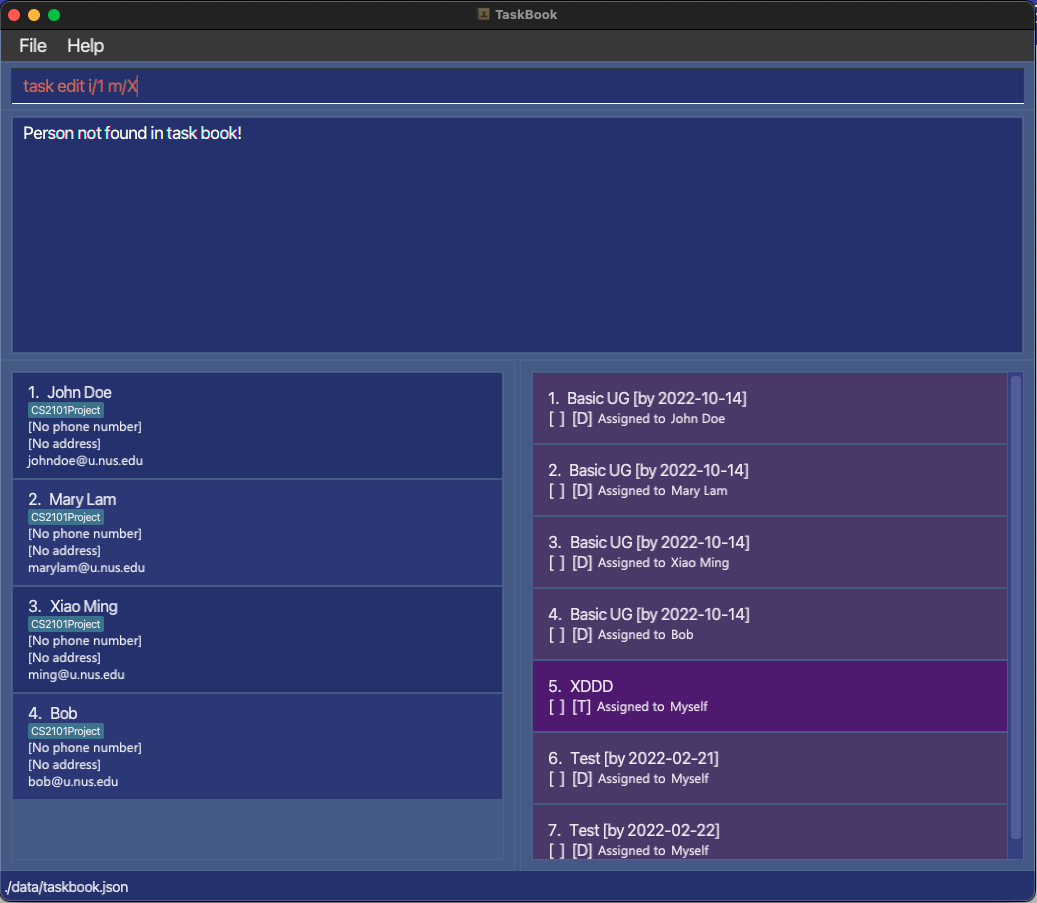 TaskBook
File Help
task edit i/1 m/X
Person not found in task book!
1. John Doe
CS2101Project
[No phone number]
[No address]
johndoe@u.nus.edu
2. Mary Lam
CS2101Project
[No phone number]
[No address]
marylam@u.nus.edu
3. Xiao Ming
CS2101Project
[No phone number]
[No address]
ming@u.nus.edu
4. Bob
CS2101Project
[No phone number]
[No address]
bob@u.nus.edu
1. Basic UG [by 2022-10-14]
[ ] [D] Assigned to John Doe
2. Basic UG [by 2022-10-14]
[ ] [D] Assigned to Mary Lam
3. Basic UG [by 2022-10-14]
[ ] [D] Assigned to Xiao Ming
4. Basic UG [by 2022-10-14]
[ ] [D] Assigned to Bob
5. XDDD
[ ] [T] Assigned to Myself
6. Test [by 2022-02-21]
[ ] [D] Assigned to Myself
7. Test [by 2022-02-22]
[ ] [D] Assigned to Myself
./data/taskbook.json